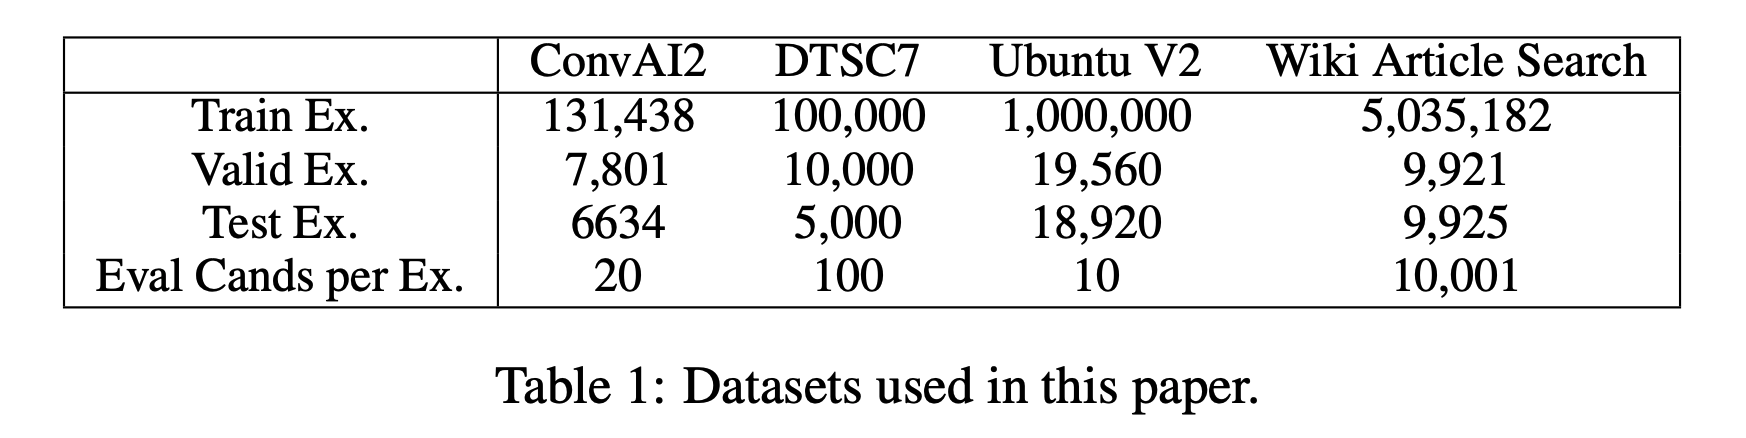 ConvAI2 DTSC7 Ubuntu V2 Wiki Article Search
Train Ex. 131,438 100,000 1,000,000 5,035,182
Valid Ex. 7,801 10,000 19,560 9,921
Test Ex. 6634 5,000 18,920 9,925
Eval Cands per Ex. 20 100 10 10,001
Table 1: Datasets used in this paper.